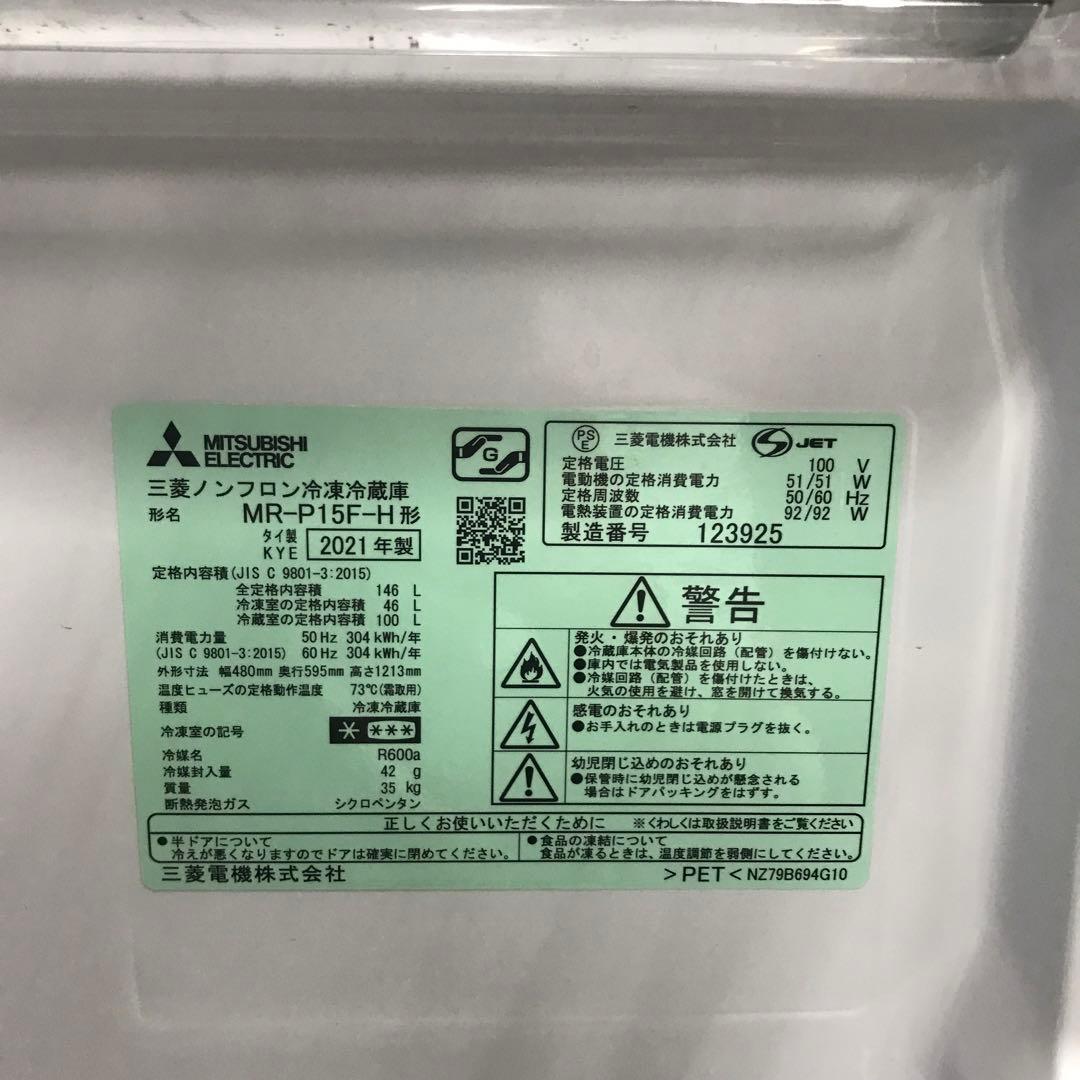 MITSUBISHI
ELECTRIC
三菱ノンフロン冷凍冷蔵庫
形名 MR-P15F-H形
タイ製
KYE 2021年製
G
定格内容積(JIS C 9801-3:2015)
全定格内容積 146 L
冷凍室の定格内容積 46 L
冷蔵室の定格内容積 100 L
消費電力量 50Hz 304kWh/年
(JIS C 9801-3:2015) 60Hz 304kWh/年
外形寸法 幅480mm 奥行595mm 高さ1213mm
温度ヒューズの定格動作温度 73℃(霜取用)
種類 冷凍冷蔵庫
冷凍室の記号 * ***
冷媒名 R600a
冷媒封入量 42 g
質量 35 kg
断熱発泡ガス シクロペンタン
PSE 三菱電機株式会社 JET
定格電圧 100 V
電動機の定格消費電力 51/51 W
定格周波数 50/60 Hz
電熱装置の定格消費電力 92/92 W
製造番号 123925
警告
発火・爆発のおそれあり
●冷蔵庫本体の冷媒回路(配管)を傷付けない。
●庫内では電気製品を使用しない。
●冷媒回路(配管)を傷付けたときは、
火気の使用を避け、窓を開けて換気する。
感電のおそれあり
●お手入れのときは電源プラグを抜く。
幼児閉じ込めのおそれあり
●保管時に幼児閉じ込めが懸念される
場合はドアパッキングをはずす。
正しくお使いいただくために ※くわしくは取扱説明書をご覧ください
●半ドアについて
冷えが悪くなりますのでドアは確実に閉めてください。
●食品の凍結について
食品が凍るときは、温度調節を弱側にしてください。
三菱電機株式会社 >PET< NZ79B694G10